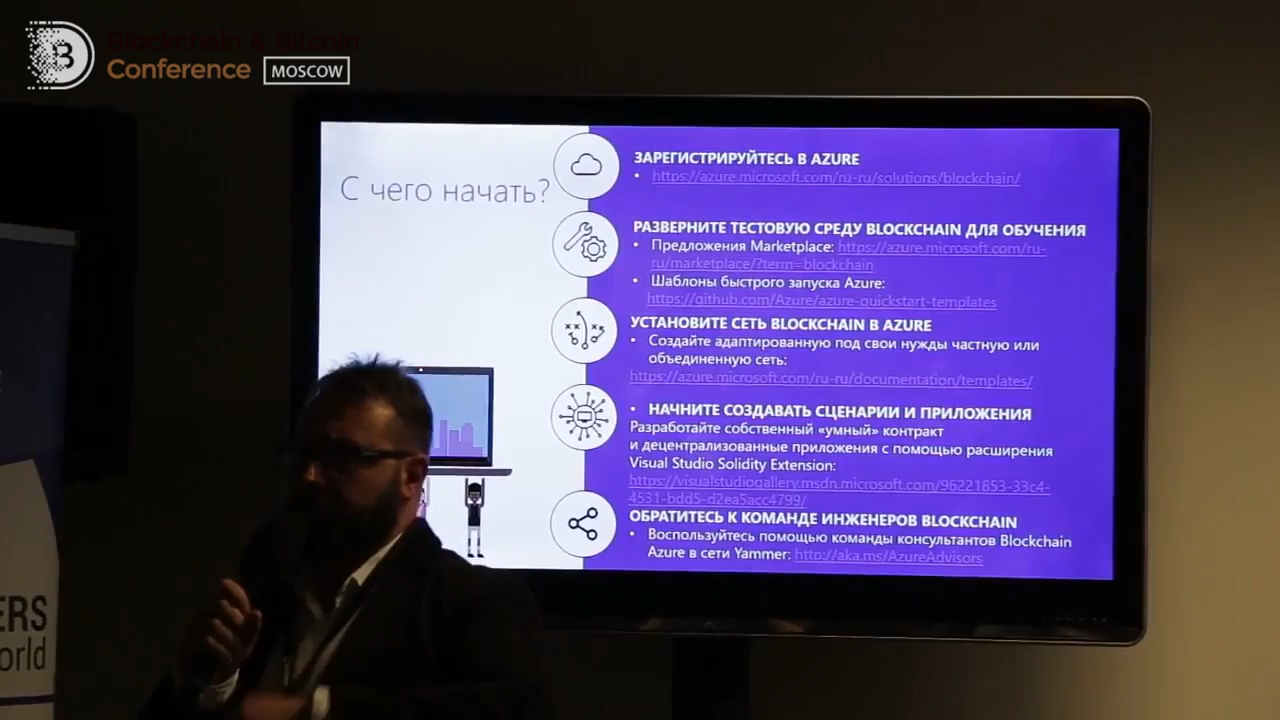 Blockchain & Bitcoin
Conference MOSCOW
С чего начать?
ЗАРЕГИСТРИРУЙТЕСЬ В AZURE
• https://azure.microsoft.com/ru-ru/solutions/blockchain/
РАЗВЕРНИТЕ ТЕСТОВУЮ СРЕДУ BLOCKCHAIN ДЛЯ ОБУЧЕНИЯ
• Предложения Marketplace: https://azure.microsoft.com/ru-
ru/marketplace/?term=blockchain
• Шаблоны быстрого запуска Azure:
https://github.com/Azure/azure-quickstart-templates
УСТАНОВИТЕ СЕТЬ BLOCKCHAIN В AZURE
• Создайте адаптированную под свои нужды частную или
объединенную сеть:
https://azure.microsoft.com/ru-ru/documentation/templates/
• НАЧНИТЕ СОЗДАВАТЬ СЦЕНАРИИ И ПРИЛОЖЕНИЯ
Разработайте собственный «умный» контракт
и децентрализованные приложения с помощью расширения
Visual Studio Solidity Extension:
https://visualstudiogallery.msdn.microsoft.com/96221853-33c4-
4531-bdd5-d2ea5acc4799/
ОБРАТИТЕСЬ К КОМАНДЕ ИНЖЕНЕРОВ BLOCKCHAIN
• Воспользуйтесь помощью команды консультантов Blockchain
Azure в сети Yammer: http://aka.ms/AzureAdvisors
ERS
orld